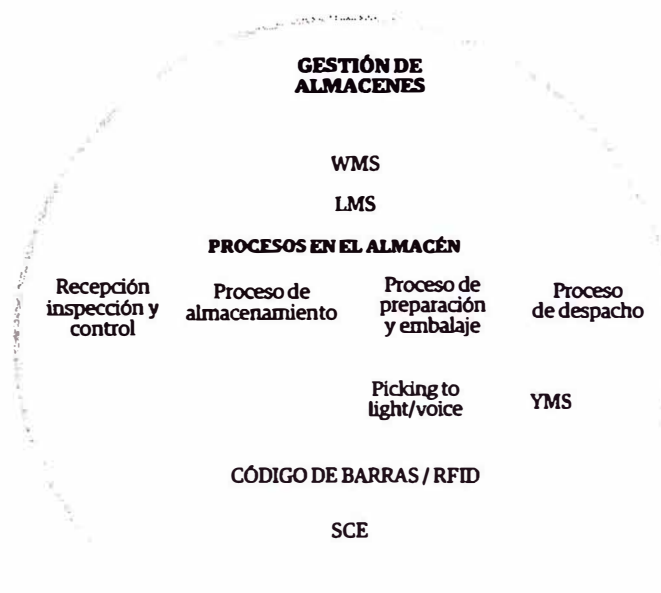 GESTIÓN DE
ALMACENES
WMS
LMS
PROCESOS EN EL ALMACÉN
Recepción
inspección y
control
Proceso de
almacenamiento
Proceso de
preparación
y embalaje
Proceso
de despacho
Picking to
light/voice
YMS
CÓDIGO DE BARRAS / RFID
SCE